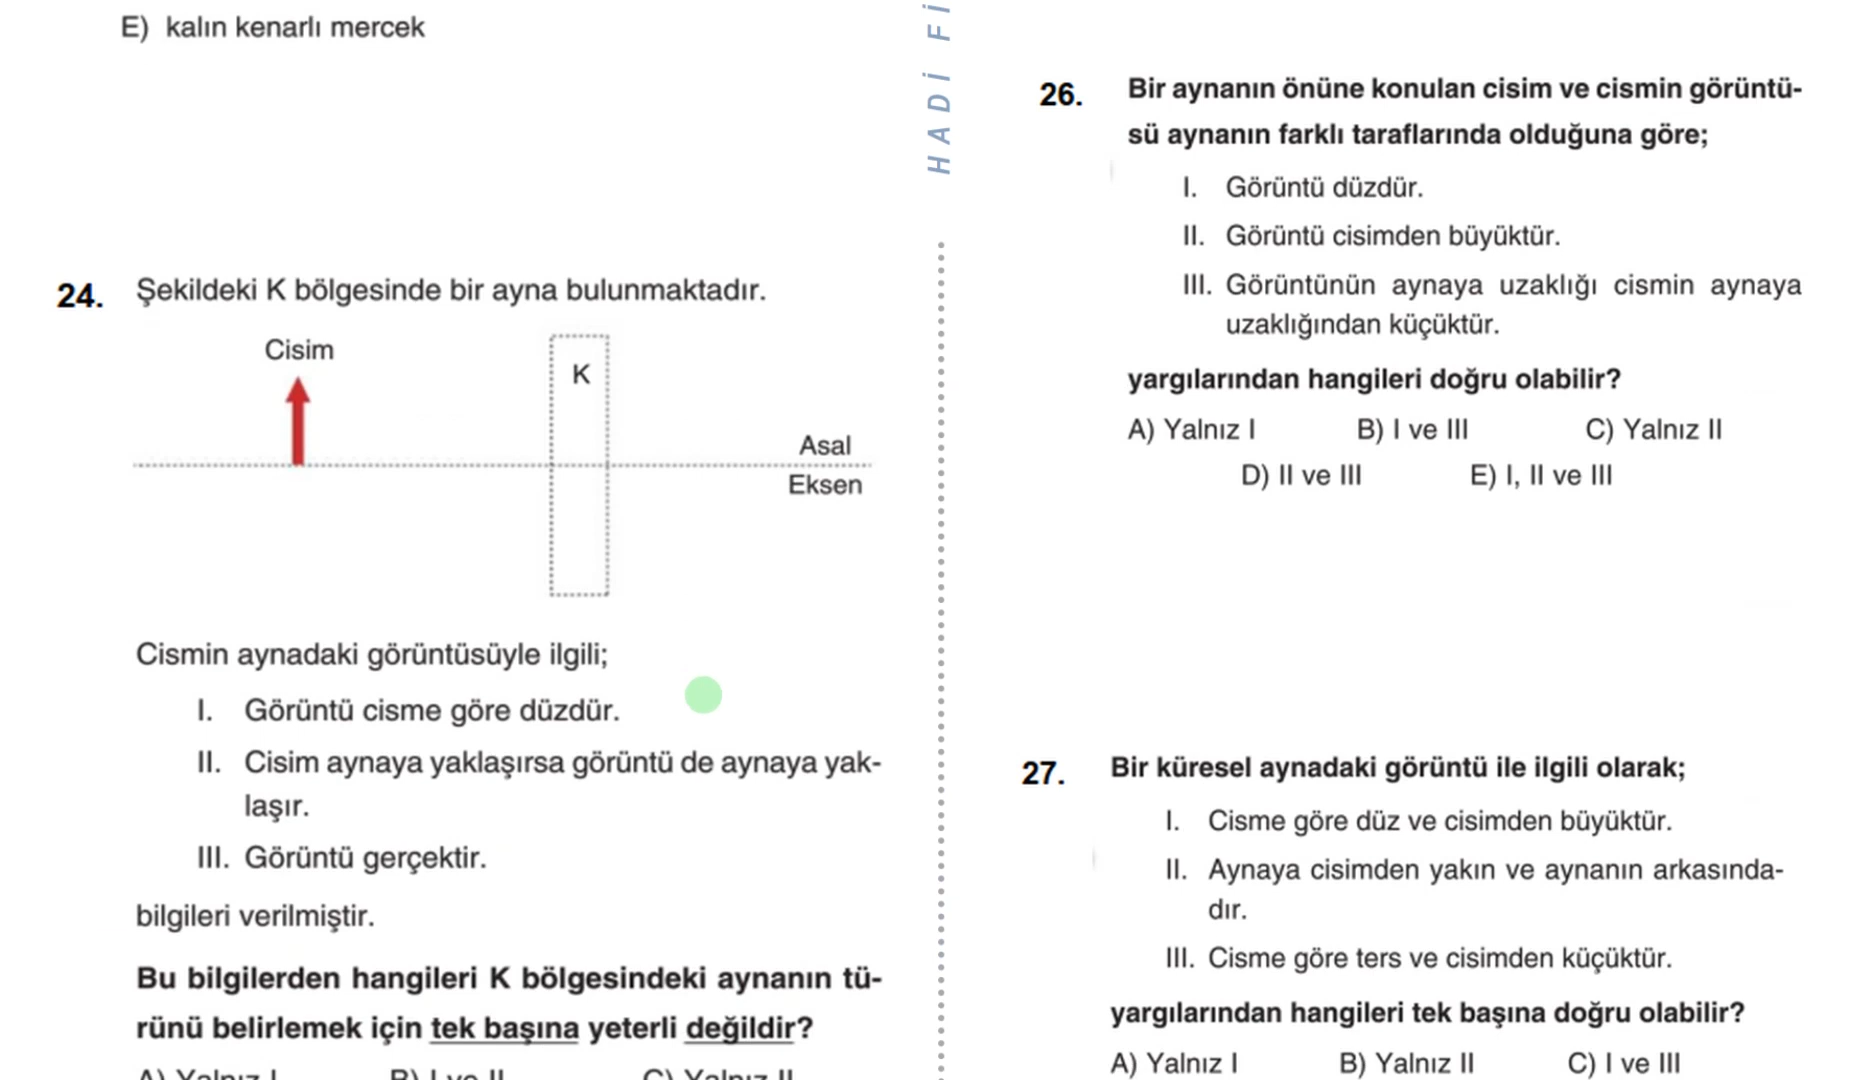 E) kalın kenarlı mercek
24. Şekildeki K bölgesinde bir ayna bulunmaktadır.
Cisim
K
Asal
Eksen
Cismin aynadaki görüntüsüyle ilgili;
I. Görüntü cisme göre düzdür.
II. Cisim aynaya yaklaşırsa görüntü de aynaya yak-
laşır.
III. Görüntü gerçektir.
bilgileri verilmiştir.
Bu bilgilerden hangileri K bölgesindeki aynanın tü-
rünü belirlemek için tek başına yeterli değildir?
A) Yalnız I B) I ve II C) Yalnız II
HADİ Fİ
26. Bir aynanın önüne konulan cisim ve cismin görüntü-
sü aynanın farklı taraflarında olduğuna göre;
I. Görüntü düzdür.
II. Görüntü cisimden büyüktür.
III. Görüntünün aynaya uzaklığı cismin aynaya
uzaklığından küçüktür.
yargılarından hangileri doğru olabilir?
A) Yalnız I B) I ve III C) Yalnız II
D) II ve III E) I, II ve III
27. Bir küresel aynadaki görüntü ile ilgili olarak;
I. Cisme göre düz ve cisimden büyüktür.
II. Aynaya cisimden yakın ve aynanın arkasında-
dır.
III. Cisme göre ters ve cisimden küçüktür.
yargılarından hangileri tek başına doğru olabilir?
A) Yalnız I B) Yalnız II C) I ve III